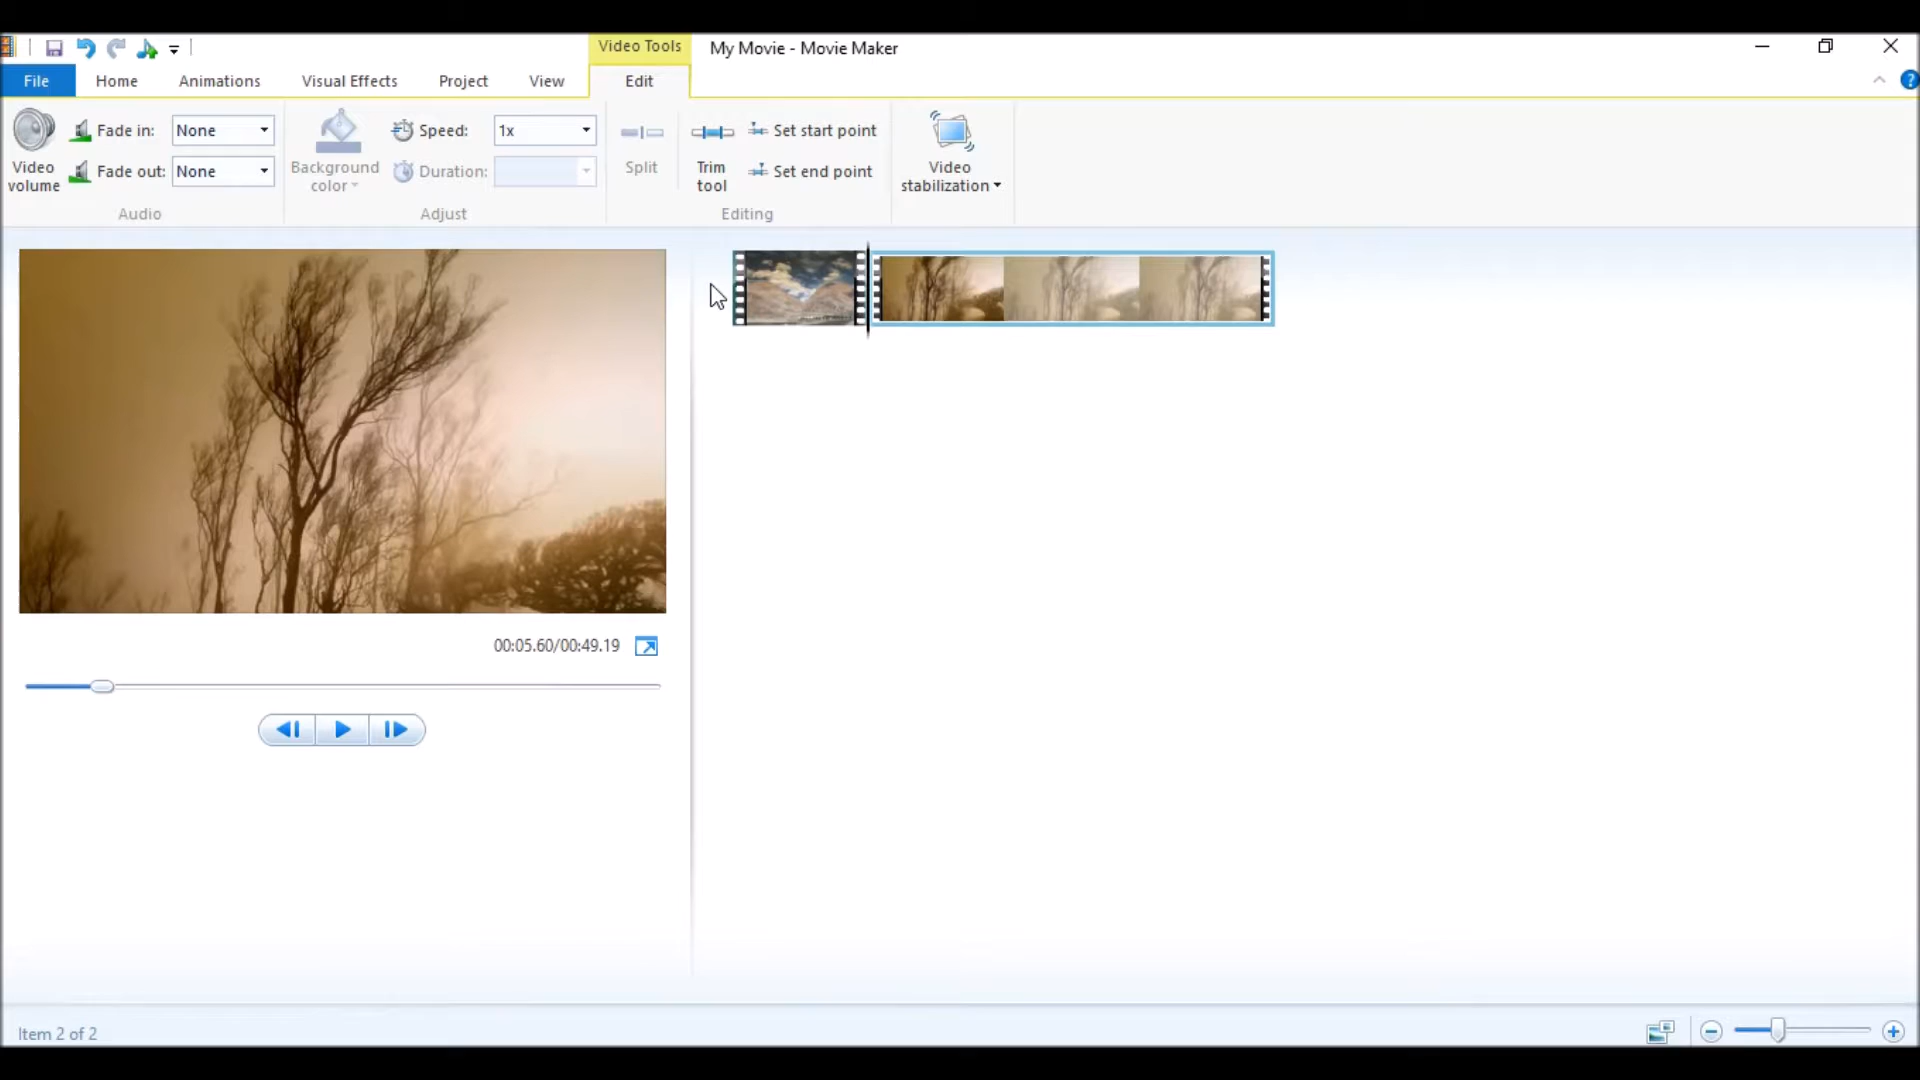 Video Tools
My Movie - Movie Maker
File
Home
Animations
Visual Effects
Project
View
Edit
?
Video volume
Fade in:
None
Fade out:
None
Audio
Background color
Speed:
1x
Duration:
Adjust
Split
Trim tool
Set start point
Set end point
Editing
Video stabilization
00:05.60/00:49.19
Item 2 of 2